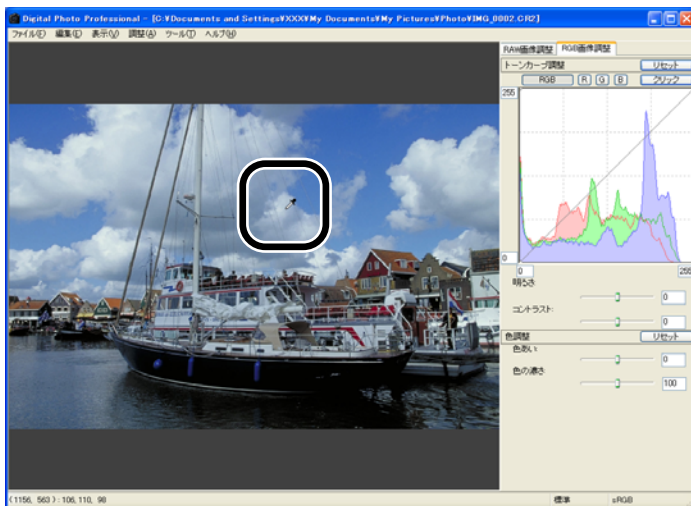 Digital Photo Professional - [C:¥Documents and Settings¥XXX¥My Documents¥My Pictures¥Photo¥IMG_0002.CR2]
ファイル(F) 編集(E) 表示(V) 調整(A) ツール(T) ヘルプ(H)
RAW画像調整 RGB画像調整
トーンカーブ調整 リセット
RGB R G B クリック
255
0
0 255
明るさ
0
コントラスト:
0
色調整 リセット
色あい:
0
色の濃さ
100
(1156, 563): 106,110, 98 標準 sRGB